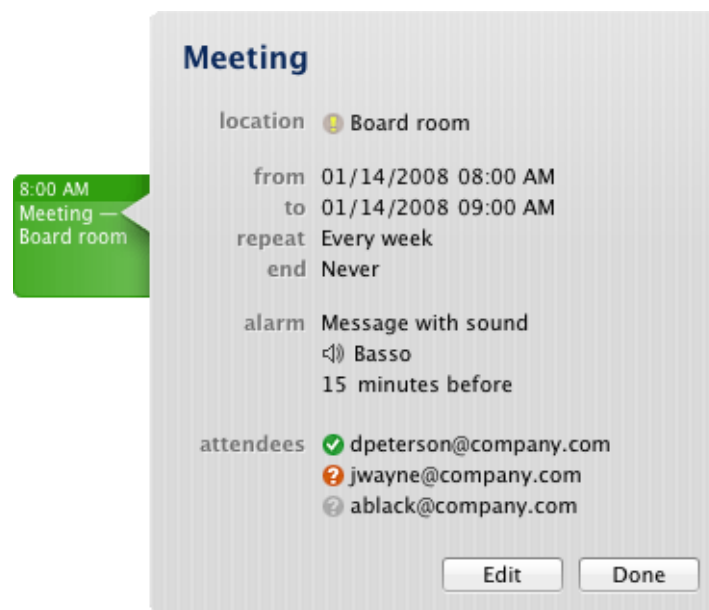 Meeting
location Board room
from 01/14/2008 08:00 AM
to 01/14/2008 09:00 AM
repeat Every week
end Never
alarm Message with sound
Basso
15 minutes before
attendees dpeterson@company.com
jwayne@company.com
ablack@company.com
Edit Done
8:00 AM
Meeting —
Board room